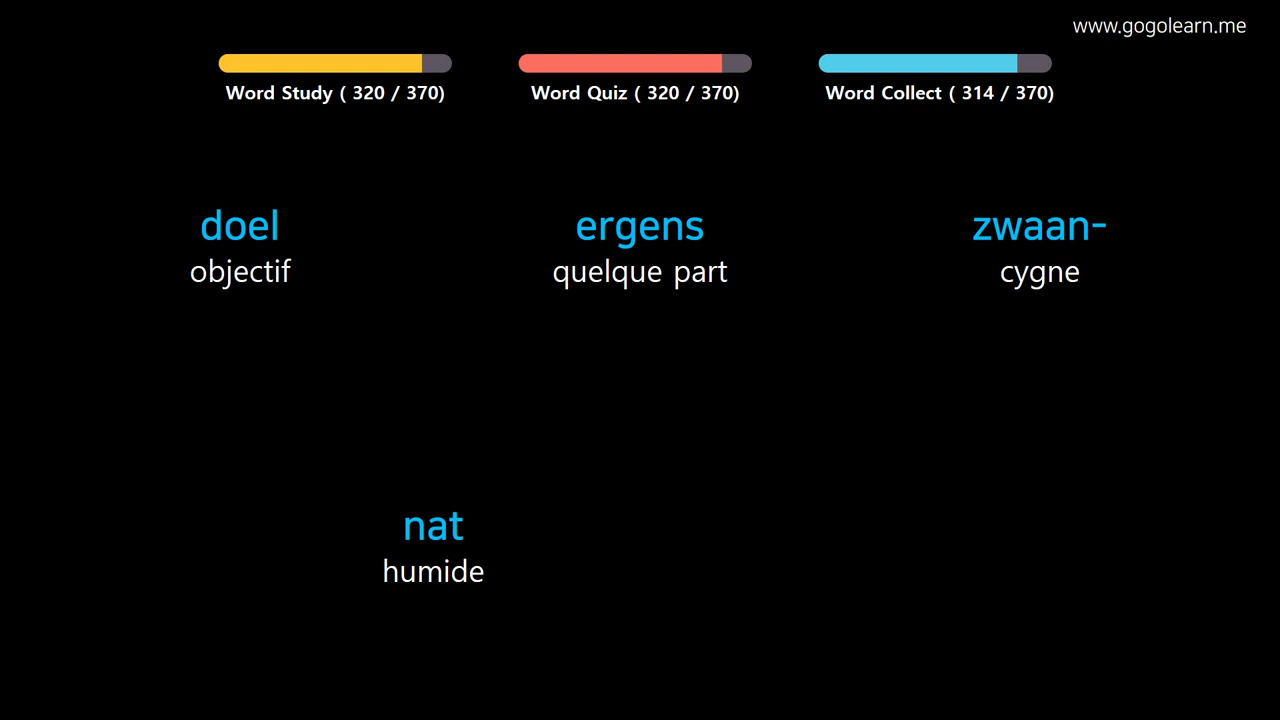 www.gogolearn.me
Word Study ( 320 / 370)
Word Quiz ( 320 / 370)
Word Collect ( 314 / 370)
doel
objectif
ergens
quelque part
zwaan-
cygne
nat
humide